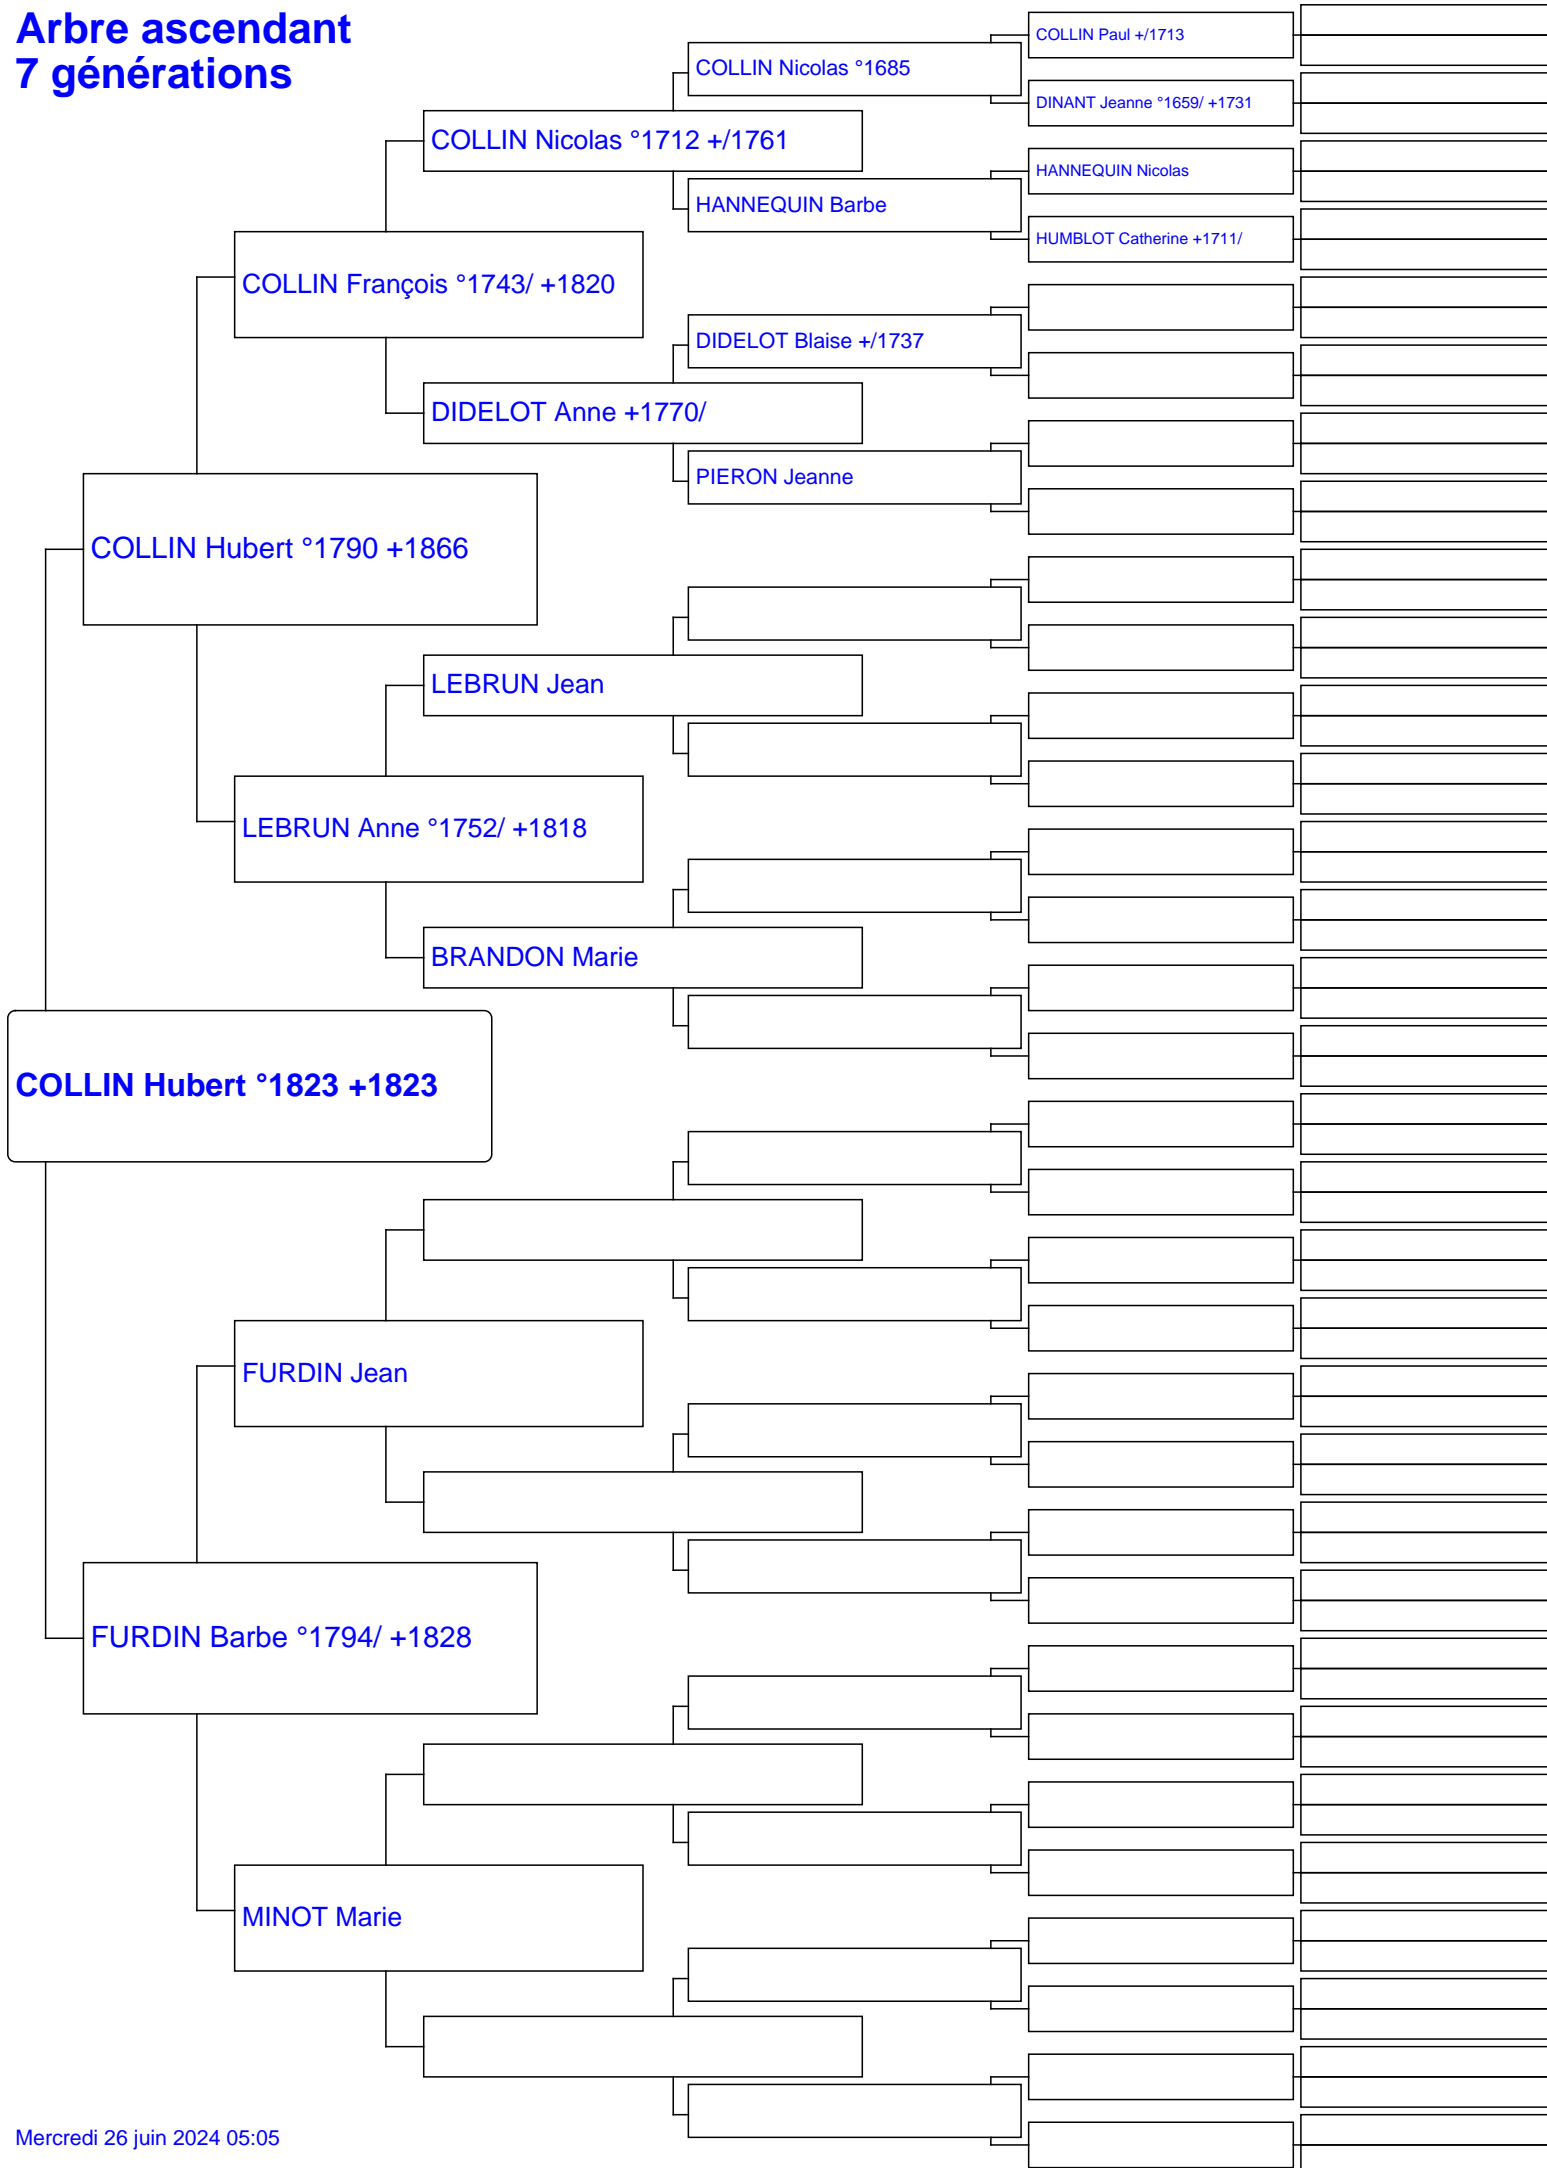 Arbre ascendant
7 générations
COLLIN Paul +/1713
COLLIN Nicolas °1685
DINANT Jeanne °1659/ +1731
COLLIN Nicolas °1712 +/1761
HANNEQUIN Nicolas
HANNEQUIN Barbe
HUMBLOT Catherine +1711/
COLLIN François °1743/ +1820
DIDELOT Blaise +/1737
DIDELOT Anne +1770/
PIERON Jeanne
COLLIN Hubert °1790 +1866
LEBRUN Jean
LEBRUN Anne °1752/ +1818
BRANDON Marie
COLLIN Hubert °1823 +1823
FURDIN Jean
FURDIN Barbe °1794/ +1828
MINOT Marie
Mercredi 26 juin 2024 05:05